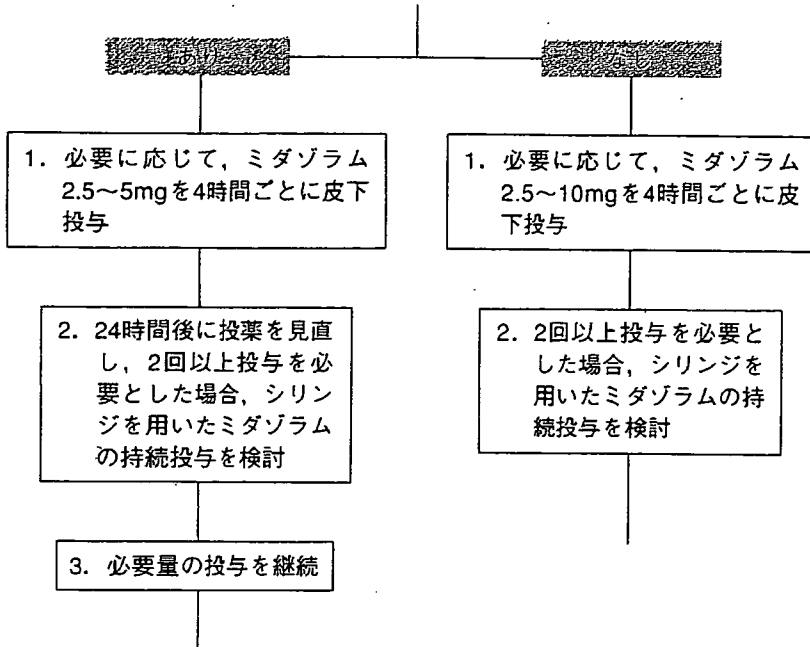 あり
なし
1. 必要に応じて，ミダゾラム
2.5～5mgを4時間ごとに皮下
投与
2. 24時間後に投薬を見直
し，2回以上投与を必
要とした場合，シリン
ジを用いたミダゾラム
の持続投与を検討
3. 必要量の投与を継続
1. 必要に応じて，ミダゾラム
2.5～10mgを4時間ごとに皮
下投与
2. 2回以上投与を必要と
した場合，シリンジを
用いたミダゾラムの持
続投与を検討